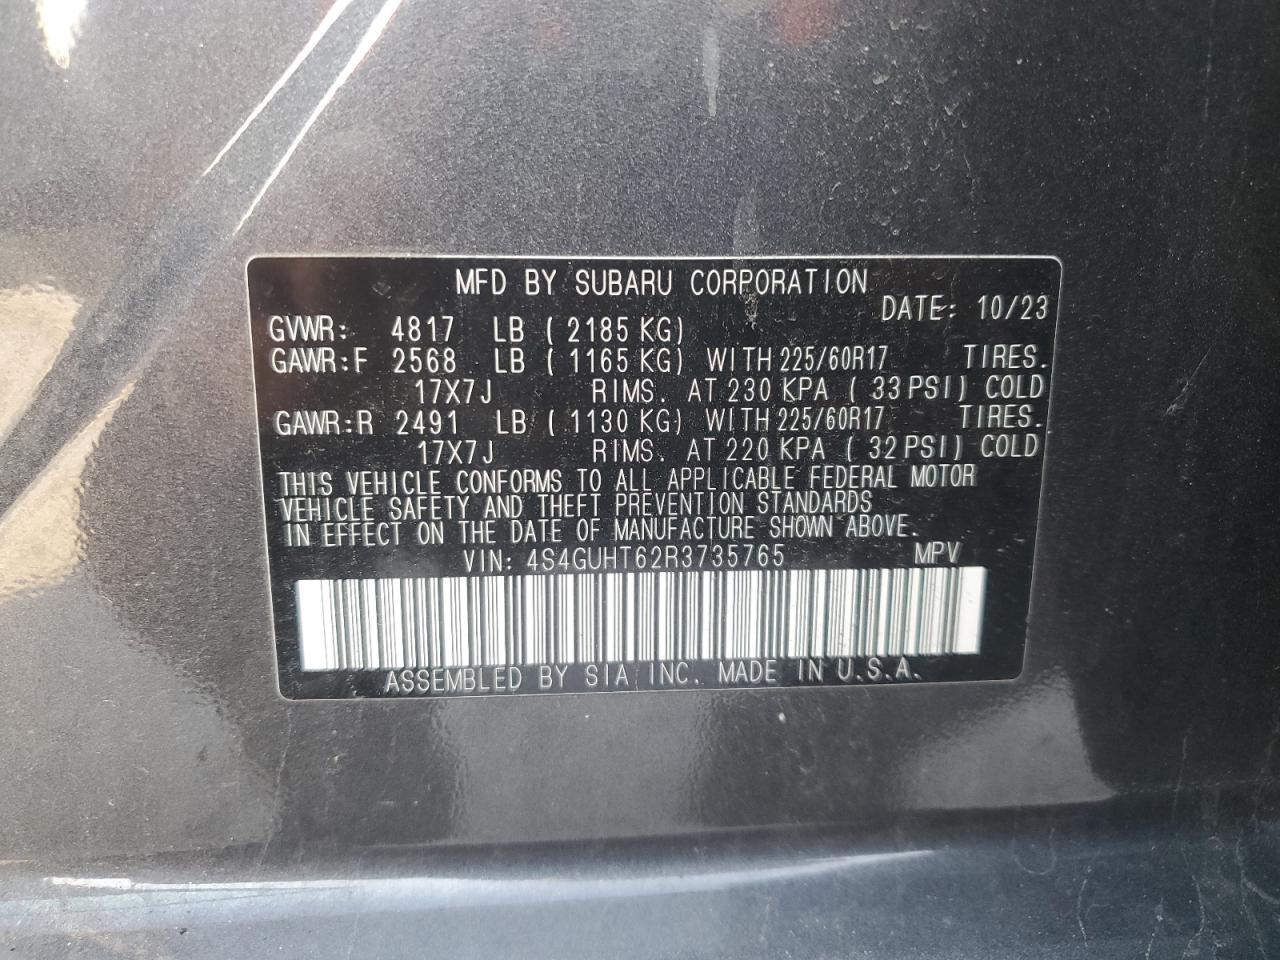 MFD BY SUBARU CORPORATION
DATE: 10/23
GVWR: 4817 LB ( 2185 KG)
GAWR:F 2568 LB ( 1165 KG) WITH 225/60R17 TIRES.
17X7J RIMS. AT 230 KPA ( 33 PSI) COLD
GAWR:R 2491 LB ( 1130 KG) WITH 225/60R17 TIRES.
17X7J RIMS. AT 220 KPA ( 32 PSI) COLD
THIS VEHICLE CONFORMS TO ALL APPLICABLE FEDERAL MOTOR
VEHICLE SAFETY AND THEFT PREVENTION STANDARDS
IN EFFECT ON THE DATE OF MANUFACTURE SHOWN ABOVE.
VIN: 4S4GUHT62R3735765 MPV
ASSEMBLED BY SIA INC. MADE IN U.S.A.